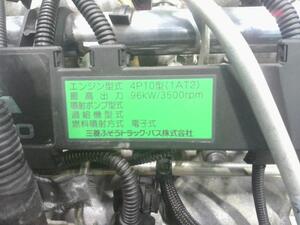 エンジン型式 4P10型(1AT2)
最高出力 96kW/3500rpm
噴射ポンプ型式
過給機型式
燃料噴射方式 電子式
三菱ふそうトラック・バス株式会社